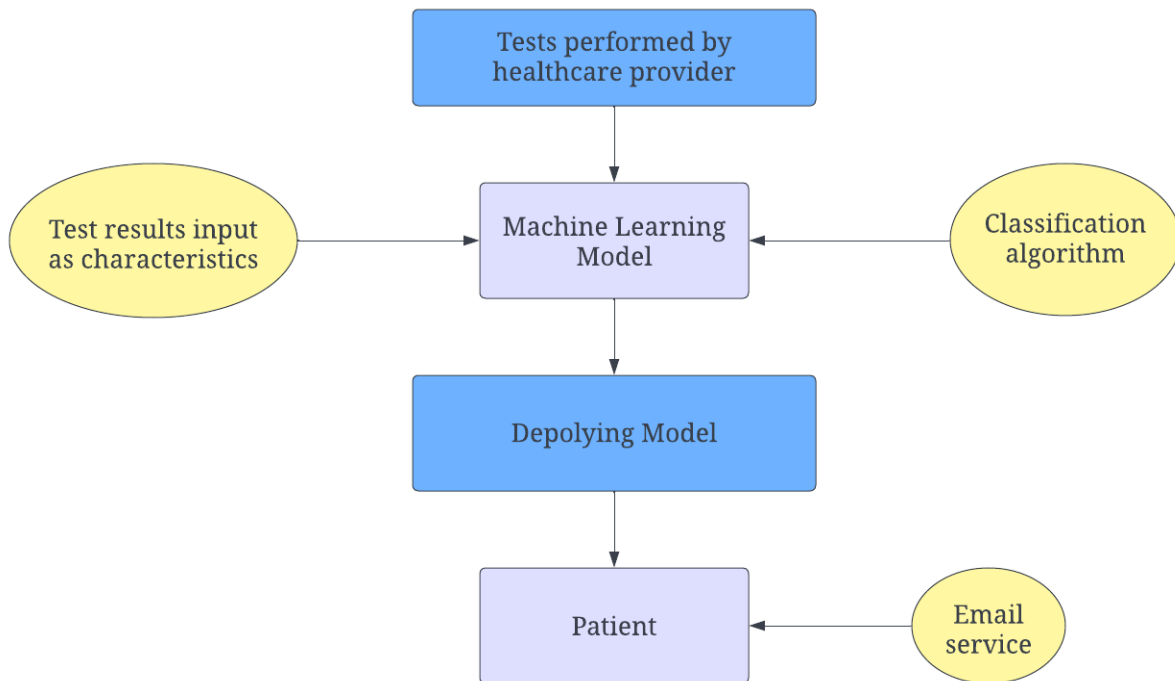 Tests performed by
healthcare provider
Test results input
as characteristics
Machine Learning
Model
Classification
algorithm
Depolying Model
Patient
Email
service